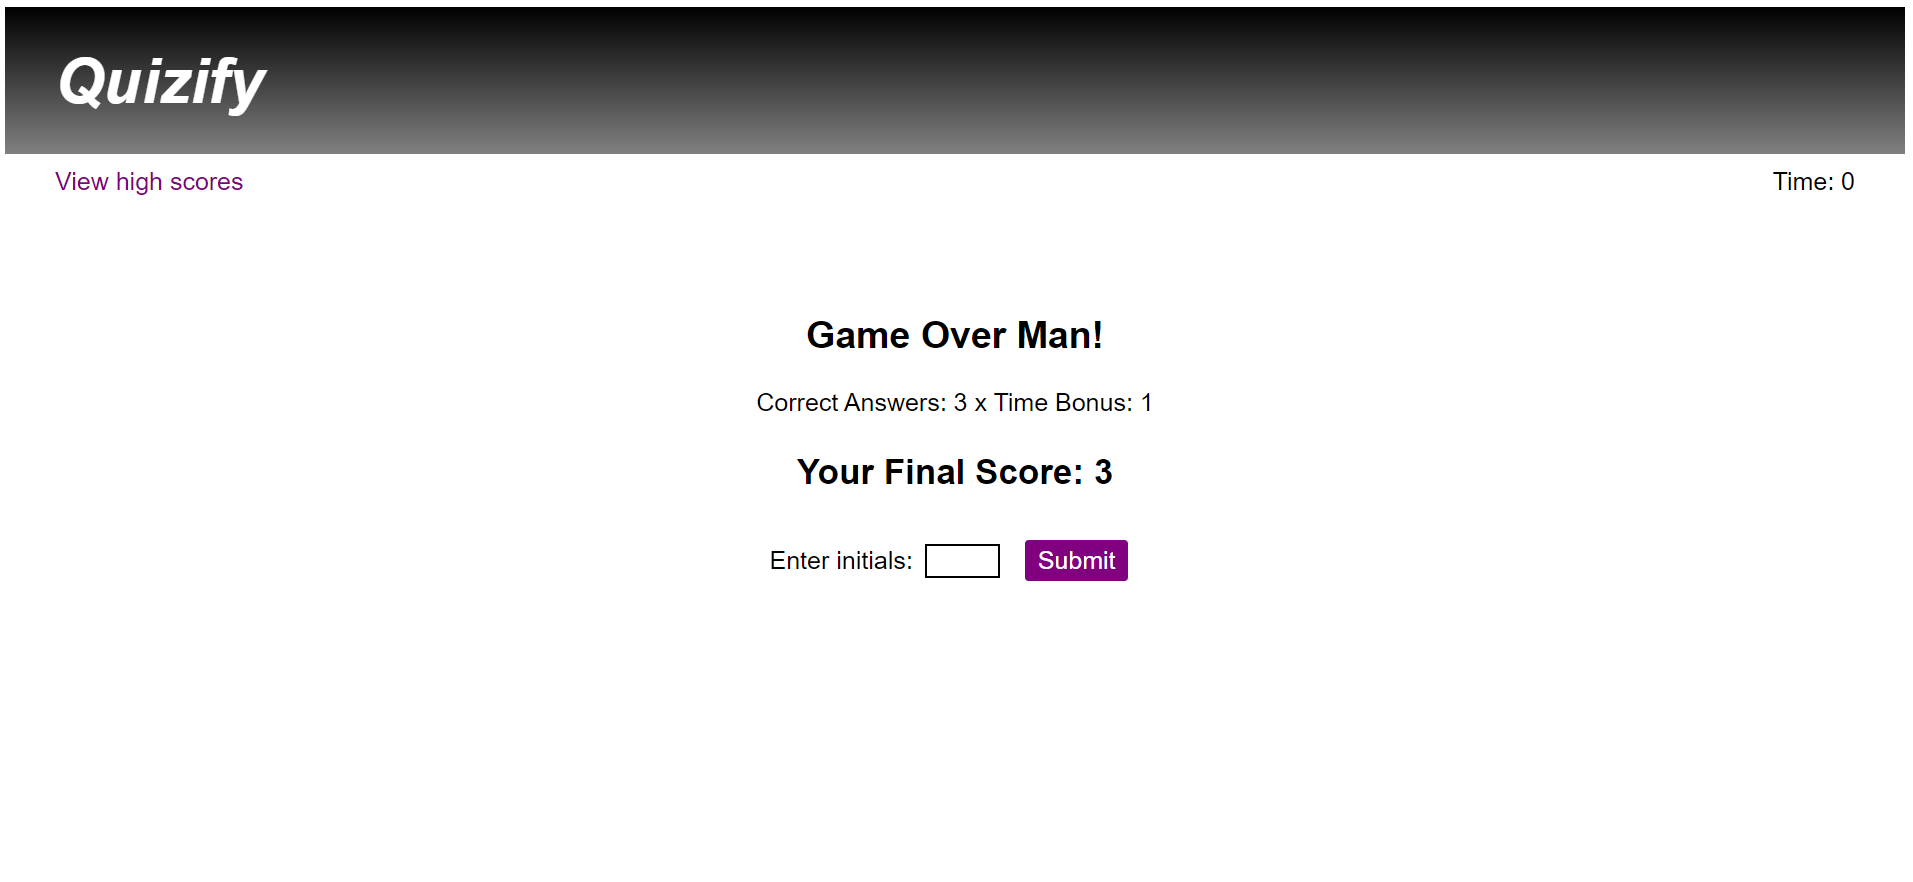 Quizify
View high scores
Time: 0
Game Over Man!
Correct Answers: 3 x Time Bonus: 1
Your Final Score: 3
Enter initials:
Submit